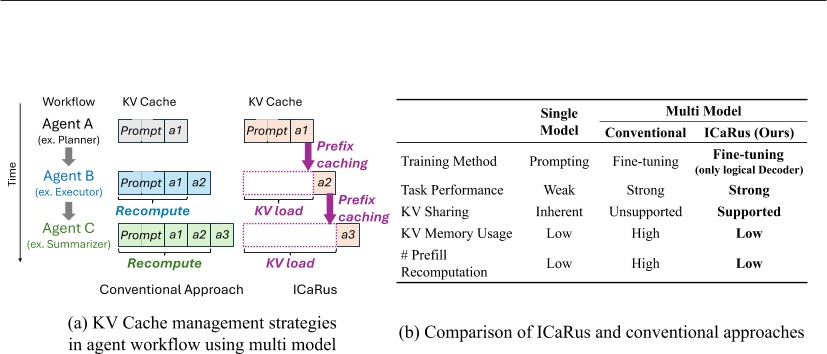 Workflow
KV Cache
KV Cache
Agent A
(ex. Planner)
Prompt a1
Prompt a1
Prefix
caching
Time
Agent B
(ex. Executor)
Prompt a1 a2
a2
Recompute
KV load
Prefix
caching
Agent C
(ex. Summarizer)
Prompt a1 a2 a3
a3
Recompute
KV load
Conventional Approach
ICaRus
(a) KV Cache management strategies
in agent workflow using multi model
Single
Model
Multi Model
Conventional ICaRus (Ours)
Training Method Prompting Fine-tuning Fine-tuning
(only logical Decoder)
Task Performance Weak Strong Strong
KV Sharing Inherent Unsupported Supported
KV Memory Usage Low High Low
# Prefill
Recomputation Low High Low
(b) Comparison of ICaRus and conventional approaches